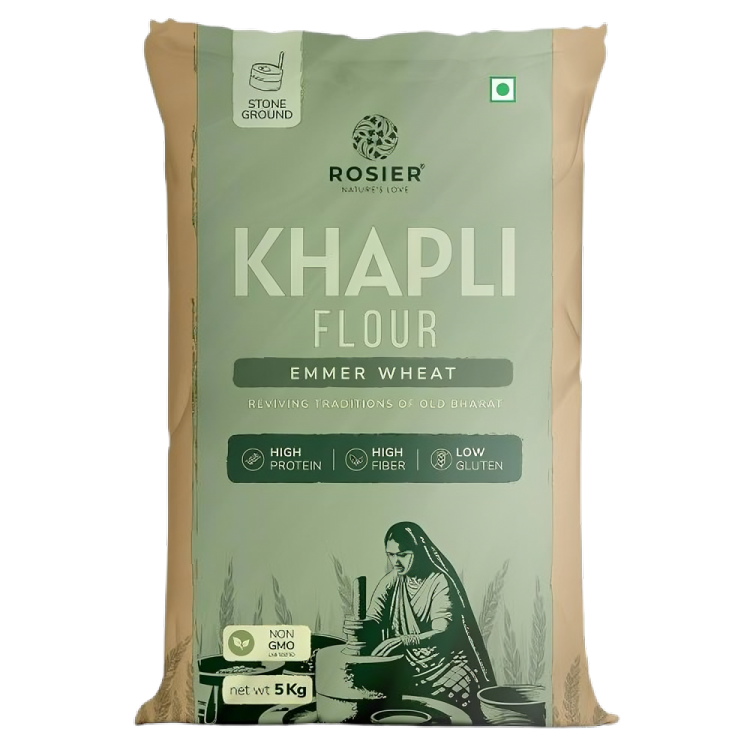 STONE
GROUND
ROSIER®
NATURE'S LOVE
KHAPLI
FLOUR
EMMER WHEAT
REVIVING TRADITIONS OF OLD BHARAT
HIGH
PROTEIN
HIGH
FIBER
LOW
GLUTEN
NON
GMO
net wt 5Kg